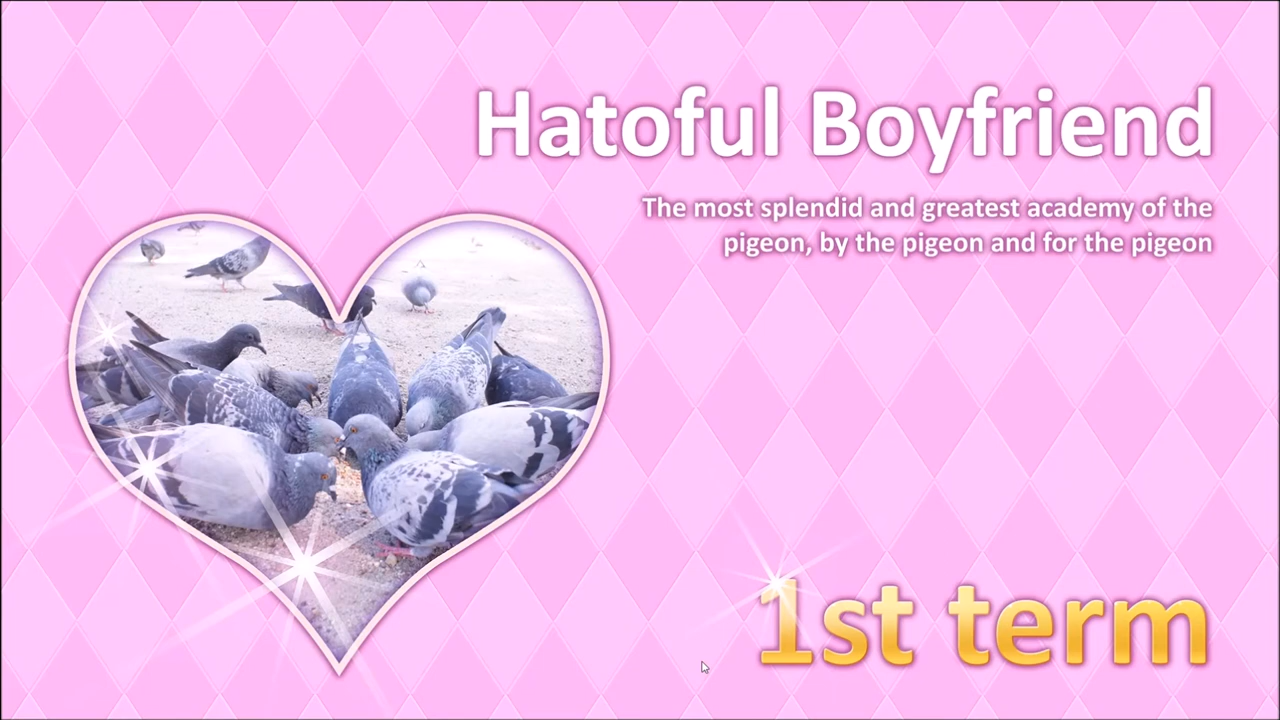 Hatoful Boyfriend
The most splendid and greatest academy of the
pigeon, by the pigeon and for the pigeon
1st term